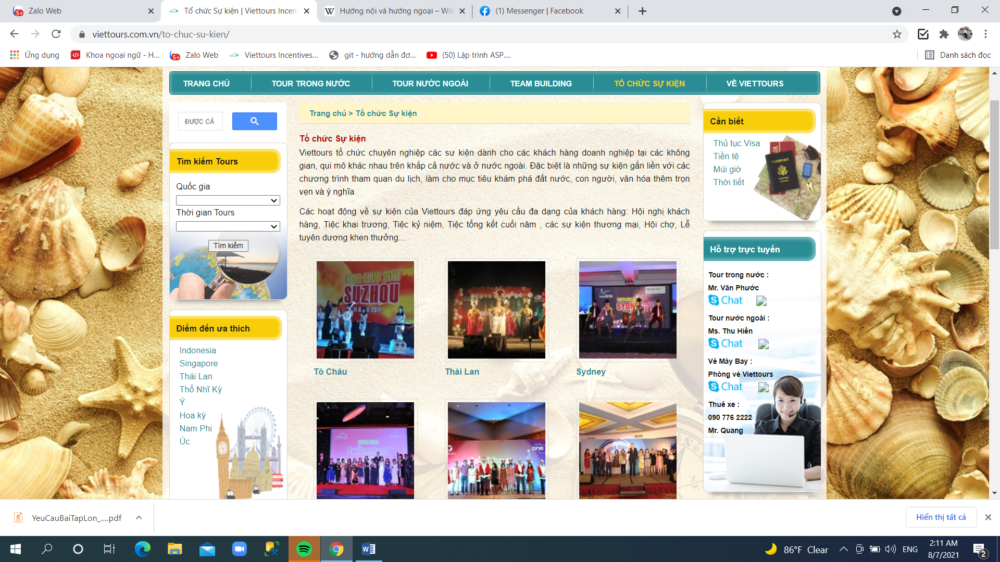 Zalo Web
Tổ chức Sự kiện | Viettours Incent
Hướng nội và hướng ngoại – Wik
(1) Messenger | Facebook
viettours.com.vn/to-chuc-su-kien/
Ứng dụng
Khoa ngoại ngữ - H...
Zalo Web
Viettours Incentives...
git - hướng dẫn đơ...
(50) Lập trình ASP....
Danh sách đọc
TRANG CHỦ
TOUR TRONG NƯỚC
TOUR NƯỚC NGOÀI
TEAM BUILDING
TỔ CHỨC SỰ KIỆN
VỀ VIETTOURS
ĐƯỢC CẢ
Tìm kiếm Tours
Quốc gia
Thời gian Tours
Tìm kiếm
Điểm đến ưa thích
Indonesia
Singapore
Thái Lan
Thổ Nhĩ Kỳ
Ý
Hoa kỳ
Nam Phi
Úc
Trang chủ > Tổ chức Sự kiện
Tổ chức Sự kiện
Viettours tổ chức chuyên nghiệp các sự kiện dành cho các khách hàng doanh nghiệp tại các không
gian, qui mô khác nhau trên khắp cả nước và ở nước ngoài. Đặc biệt là những sự kiện gắn liền với các
chương trình tham quan du lịch, làm cho mục tiêu khám phá đất nước, con người, văn hóa thêm trọn
vẹn và ý nghĩa
Các hoạt động về sự kiện của Viettours đáp ứng yêu cầu đa dạng của khách hàng: Hội nghị khách
hàng, Tiệc khai trương, Tiệc kỷ niệm, Tiệc tổng kết cuối năm , các sự kiện thương mại, Hội chợ, Lễ
tuyên dương khen thưởng…
STAR CLUB 2011
SUZHOU
SYDNEY
Tô Châu
Thái Lan
Sydney
STAR CLUB
Switzerland
one
STAR CLUB
Cần biết
Thủ tục Visa
Tiền tệ
Múi giờ
Thời tiết
PASSPORT
Hỗ trợ trực tuyến
Tour trong nước :
Mr. Văn Phước
Chat
Tour nước ngoài :
Ms. Thu Hiền
Chat
Vé Máy Bay :
Phòng vé Viettours
Chat
Thuê xe :
090 776 2222
Mr. Quang
YeuCauBaiTapLon_....pdf
Hiển thị tất cả
86°F Clear
ENG
2:11 AM
8/7/2021
2